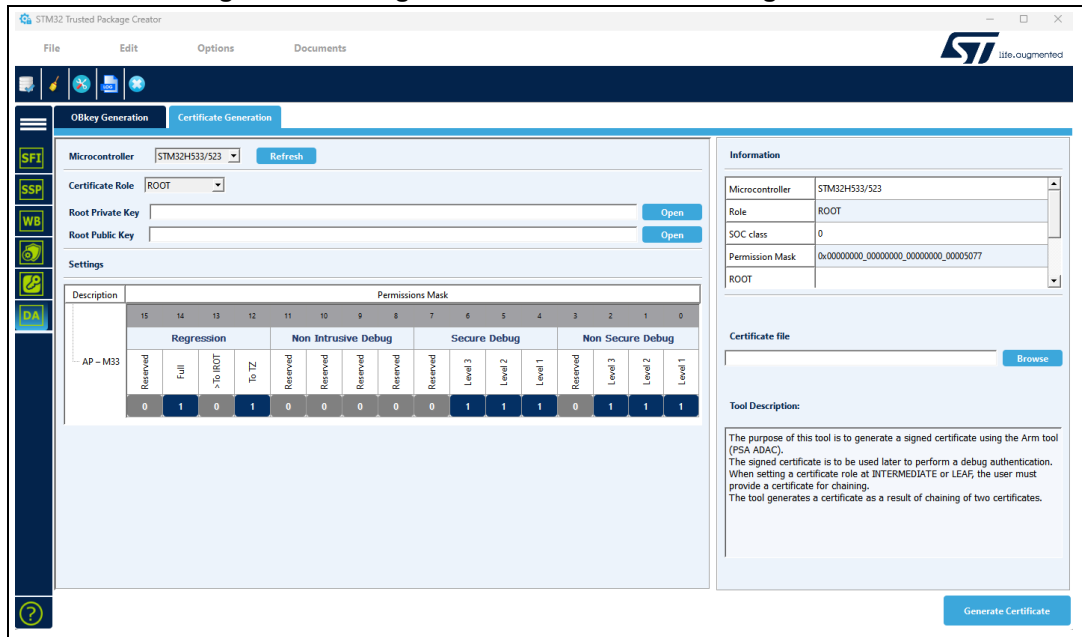 STM32 Trusted Package Creator
File Edit Options Documents
ST life.augmented
LOG
OBkey Generation Certificate Generation
SFI
SSP
WB
DA
Microcontroller STM32H533/523 Refresh
Certificate Role ROOT
Root Private Key Open
Root Public Key Open
Settings
Description Permissions Mask
15 14 13 12 11 10 9 8 7 6 5 4 3 2 1 0
Regression Non Intrusive Debug Secure Debug Non Secure Debug
AP – M33 Reserved Full >To IROT To TZ Reserved Reserved Reserved Reserved Reserved Level 3 Level 2 Level 1 Reserved Level 3 Level 2 Level 1
0 1 0 1 0 0 0 0 0 1 1 1 0 1 1 1
Information
Microcontroller STM32H533/523
Role ROOT
SOC class 0
Permission Mask 0x00000000_00000000_00000000_00005077
ROOT
Certificate file
Browse
Tool Description:
The purpose of this tool is to generate a signed certificate using the Arm tool
(PSA ADAC).
The signed certificate is to be used later to perform a debug authentication.
When setting a certificate role at INTERMEDIATE or LEAF, the user must
provide a certificate for chaining.
The tool generates a certificate as a result of chaining of two certificates.
?
Generate Certificate